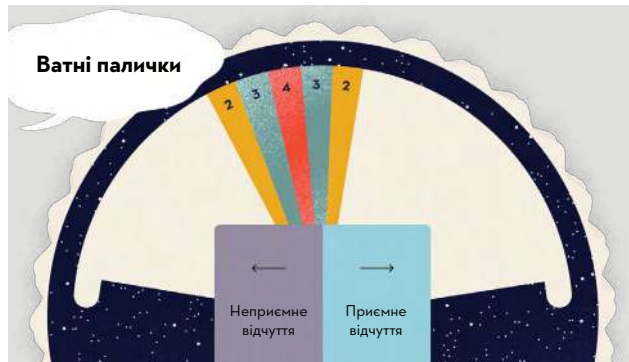 Ватні палички
2 3 4 3 2
← →
Неприємне відчуття
Приємне відчуття